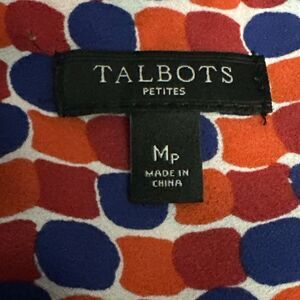 TALBOTS
PETITES
MP
MADE IN
CHINA